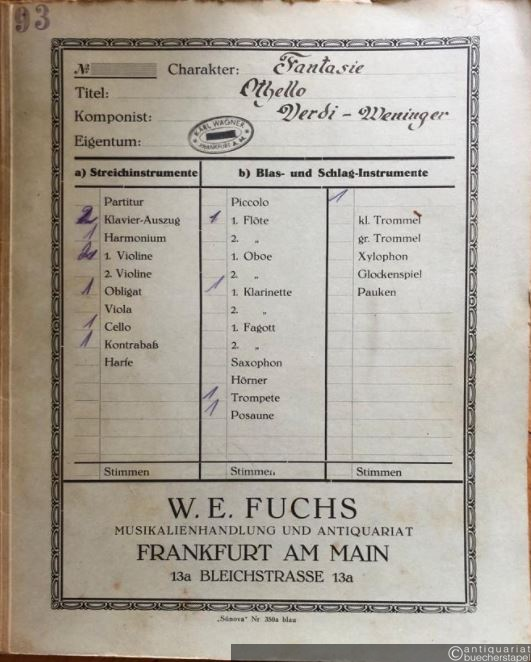 93
№ Charakter: Fantasie
Titel: Othello
Komponist: Verdi - Weninger
Eigentum: KARL WAGNER FRANKFURT A. M.
a) Streichinstrumente
Partitur
2 Klavier-Auszug
1 Harmonium
1. Violine
2. Violine
1 Obligat
Viola
1 Cello
1 Kontrabaß
Harfe
Stimmen
b) Blas- und Schlag-Instrumente
Piccolo
1 1. Flöte
2. „
1. Oboe
2. „
1 1. Klarinette
2. „
1. Fagott
2. „
Saxophon
Hörner
1 Trompete
1 Posaune
Stimmen
1
kl. Trommel
gr. Trommel
Xylophon
Glockenspiel
Pauken
Stimmen
W. E. FUCHS
MUSIKALIENHANDLUNG UND ANTIQUARIAT
FRANKFURT AM MAIN
13a BLEICHSTRASSE 13a
„Sünova" Nr 350a blau
©antiquariat
buecherstapel